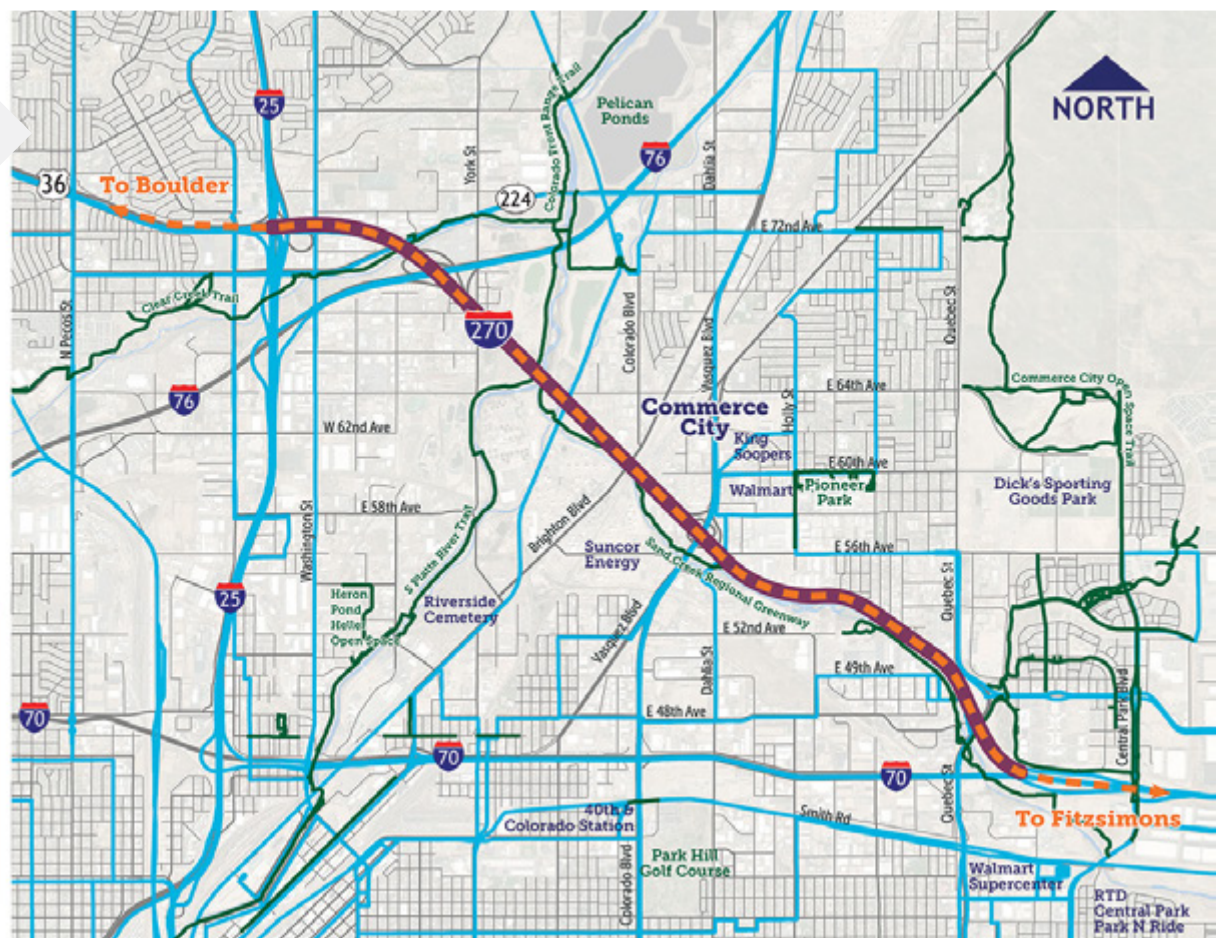 25
Pelican
Ponds
NORTH
Colorado Front Range Trail
76
York St
Dahlia St
36
To Boulder
224
E 72nd Ave
Clear Creek Trail
N Pecos St
270
Colorado Blvd
Vasquez Blvd
Quebec St
76
E 64th Ave
Holly St
Commerce City Open Space Trail
Commerce
City
W 62nd Ave
King
Soopers
E 60th Ave
Walmart
Pioneer
Park
Dick's Sporting
Goods Park
E 58th Ave
Washington St
S Platte River Trail
Brighton Blvd
Suncor
Energy
Sand Creek Regional Greenway
E 56th Ave
25
Heron
Pond
Heller
Open Space
Riverside
Cemetery
Vasquez Blvd
Quebec St
E 52nd Ave
Dahlia St
E 49th Ave
70
E 48th Ave
Central Park Blvd
70
70
Quebec St
40th &
Colorado Station
Smith Rd
To Fitzsimons
Colorado Blvd
Park Hill
Golf Course
Walmart
Supercenter
RTD
Central Park
Park N Ride